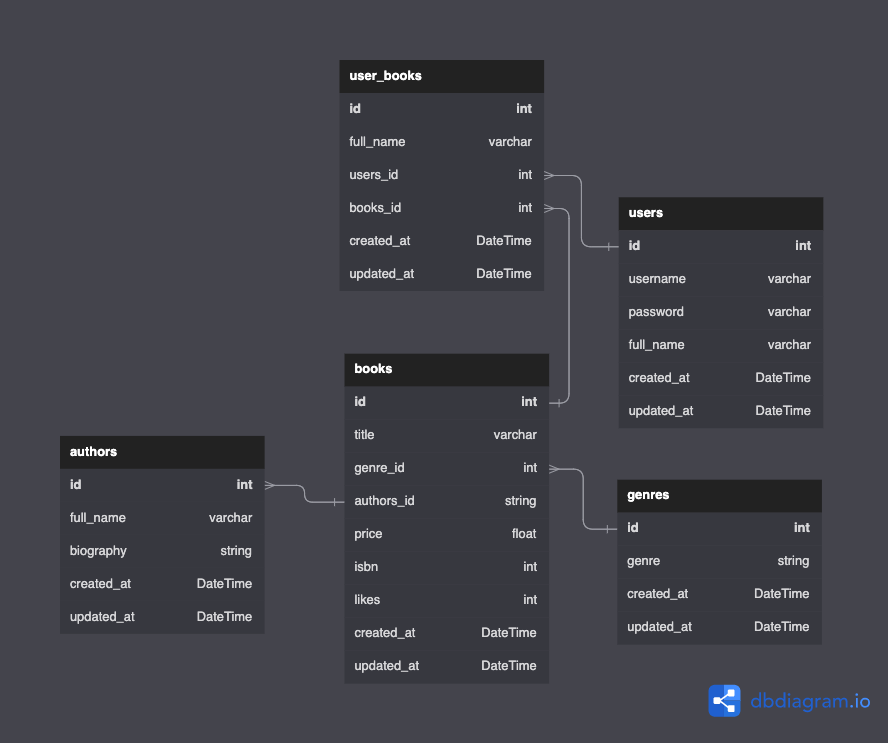 user_books
id int
full_name varchar
users_id int
books_id int
created_at DateTime
updated_at DateTime
users
id int
username varchar
password varchar
full_name varchar
created_at DateTime
updated_at DateTime
books
id int
title varchar
genre_id int
authors_id string
price float
isbn int
likes int
created_at DateTime
updated_at DateTime
authors
id int
full_name varchar
biography string
created_at DateTime
updated_at DateTime
genres
id int
genre string
created_at DateTime
updated_at DateTime
dbdiagram.io